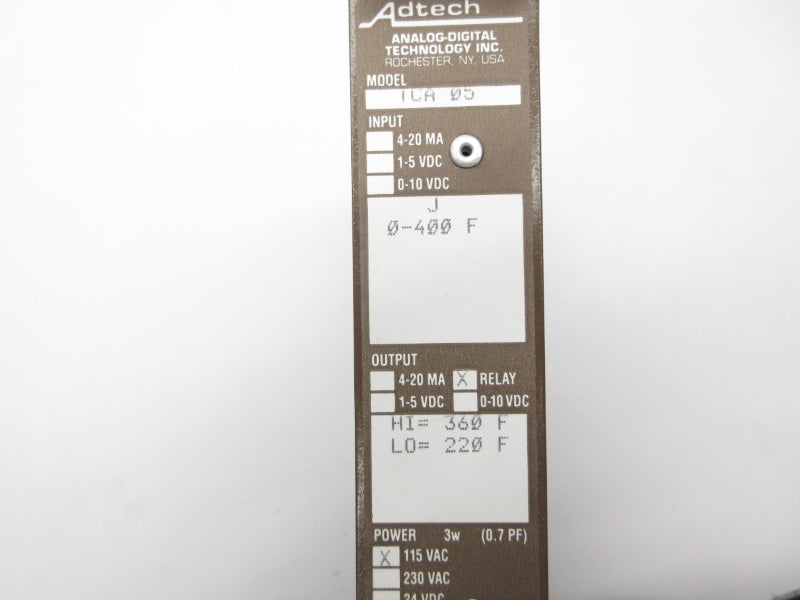 Adtech
ANALOG-DIGITAL
TECHNOLOGY INC.
ROCHESTER, NY, USA
MODEL
TCA 05
INPUT
4-20 MA
1-5 VDC
0-10 VDC
J
0-400 F
OUTPUT
4-20 MA X RELAY
1-5 VDC 0-10 VDC
HI= 360 F
LO= 220 F
POWER 3w (0.7 PF)
X 115 VAC
230 VAC
24 VDC